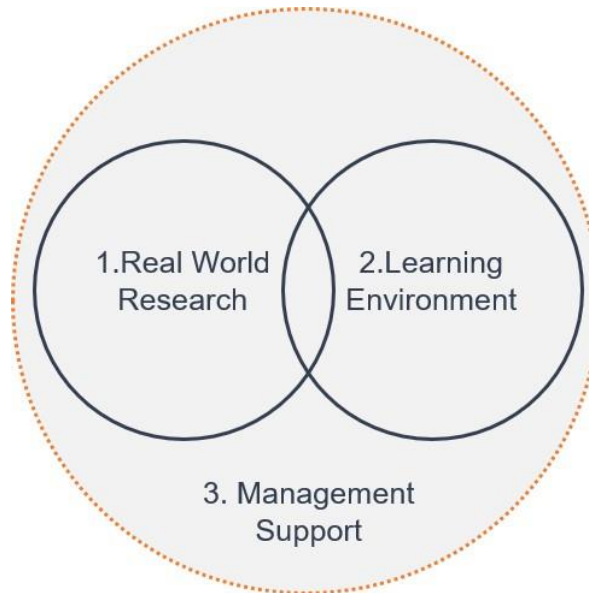 1.Real World
Research
2.Learning
Environment
3. Management
Support